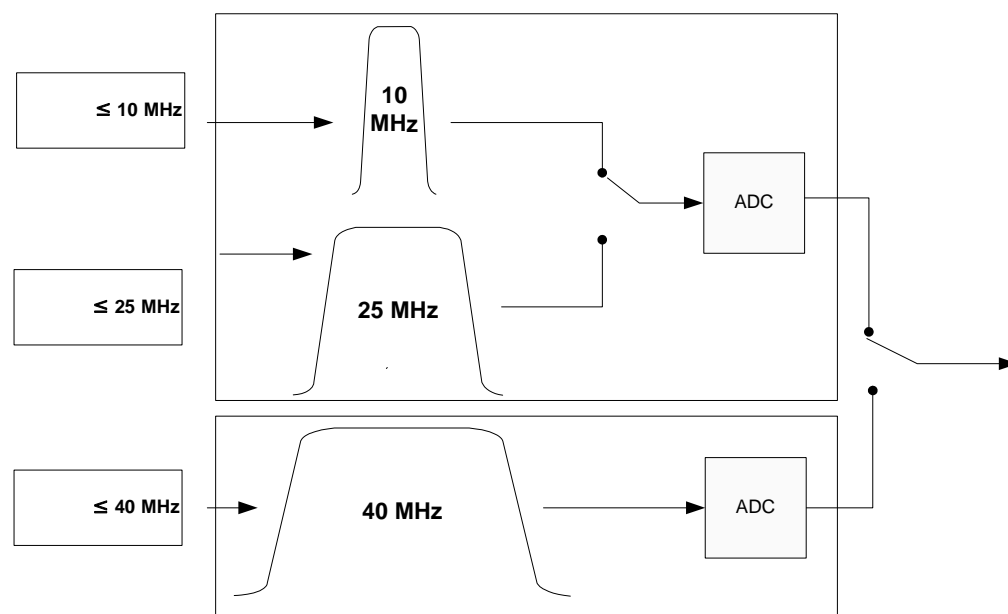 ≤ 10 MHz
10
MHz
ADC
≤ 25 MHz
25 MHz
≤ 40 MHz
40 MHz
ADC